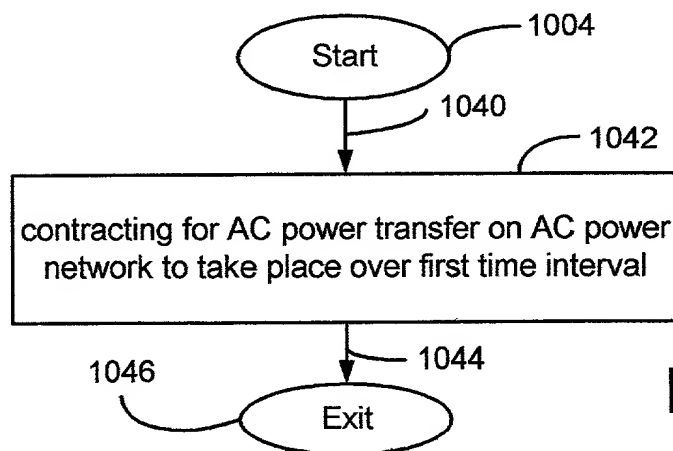 Start
1004
1040
1042
contracting for AC power transfer on AC power
network to take place over first time interval
1044
1046
Exit